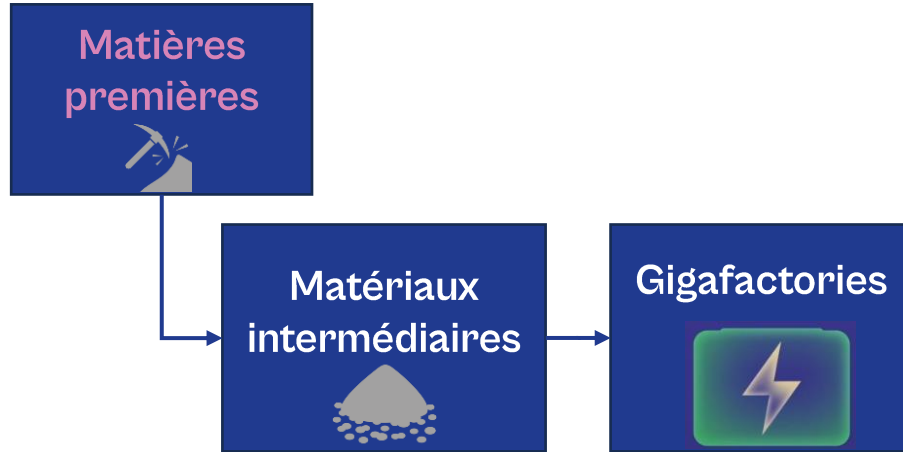 Matières
premières
Matériaux
intermédiaires
Gigafactories